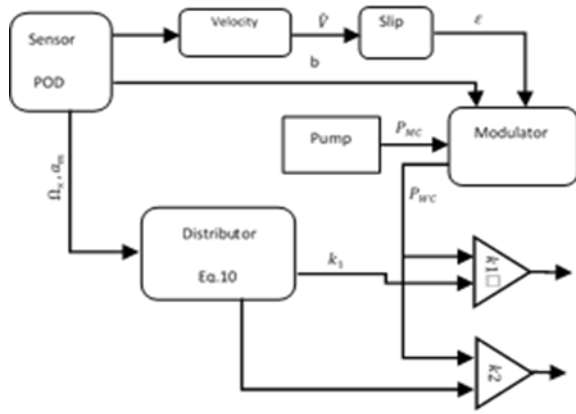 Sensor
POD
Velocity
V̂
Slip
ε
b
Pump
P_MC
Modulator
P_WC
Ω_x, a_m
Distributor
Eq.10
k_1
k1□
k2